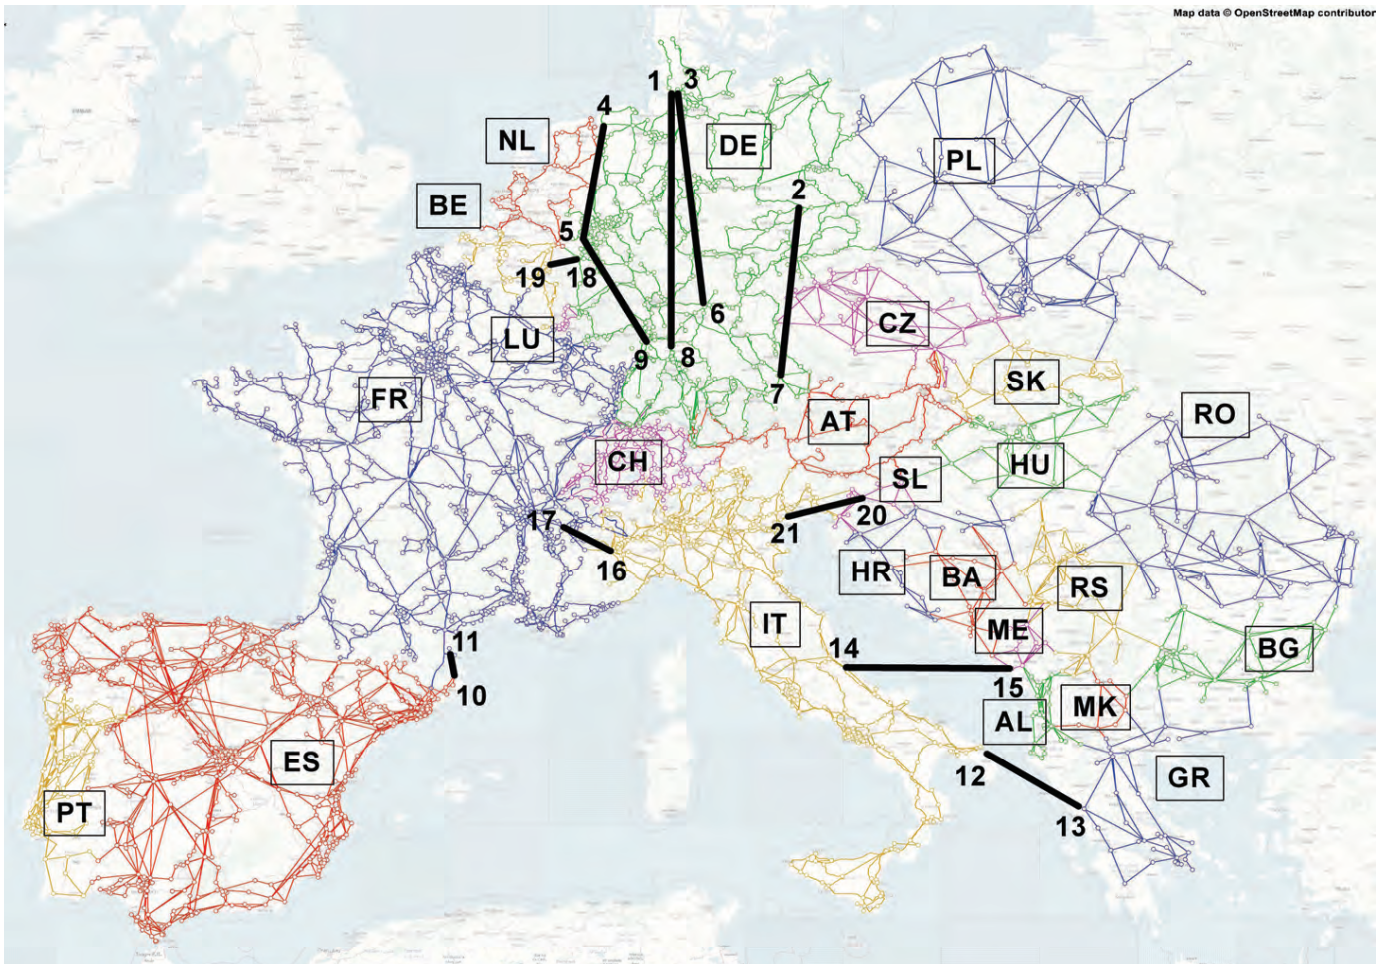 Map data © OpenStreetMap contributor
1 3
4
NL
DE
PL
2
BE
5
19 18
6
CZ
LU
9 8
7
SK
FR
RO
AT
CH
HU
SL
17
21 20
16
HR
BA
RS
IT
ME
11
14
BG
15
10
MK
AL
ES
12
GR
PT
13